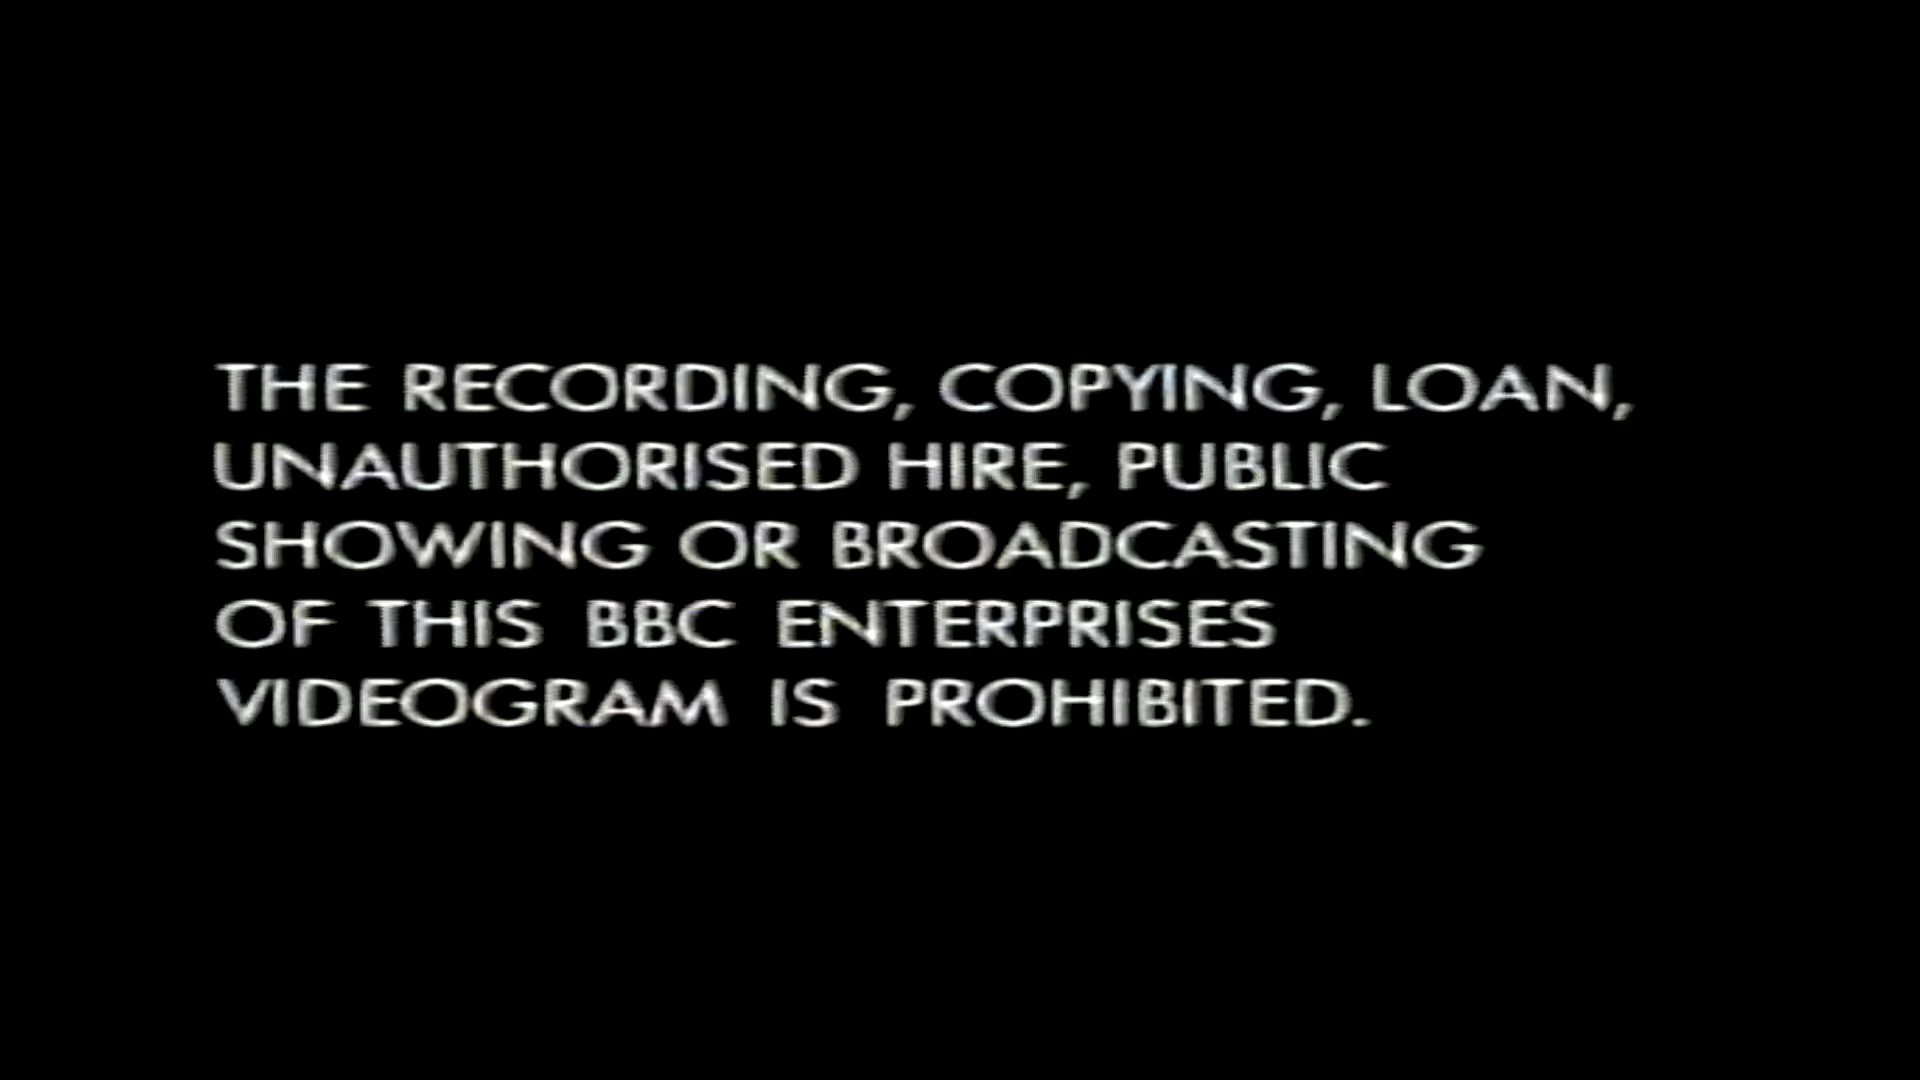 THE RECORDING, COPYING, LOAN,
UNAUTHORISED HIRE, PUBLIC
SHOWING OR BROADCASTING
OF THIS BBC ENTERPRISES
VIDEOGRAM IS PROHIBITED.